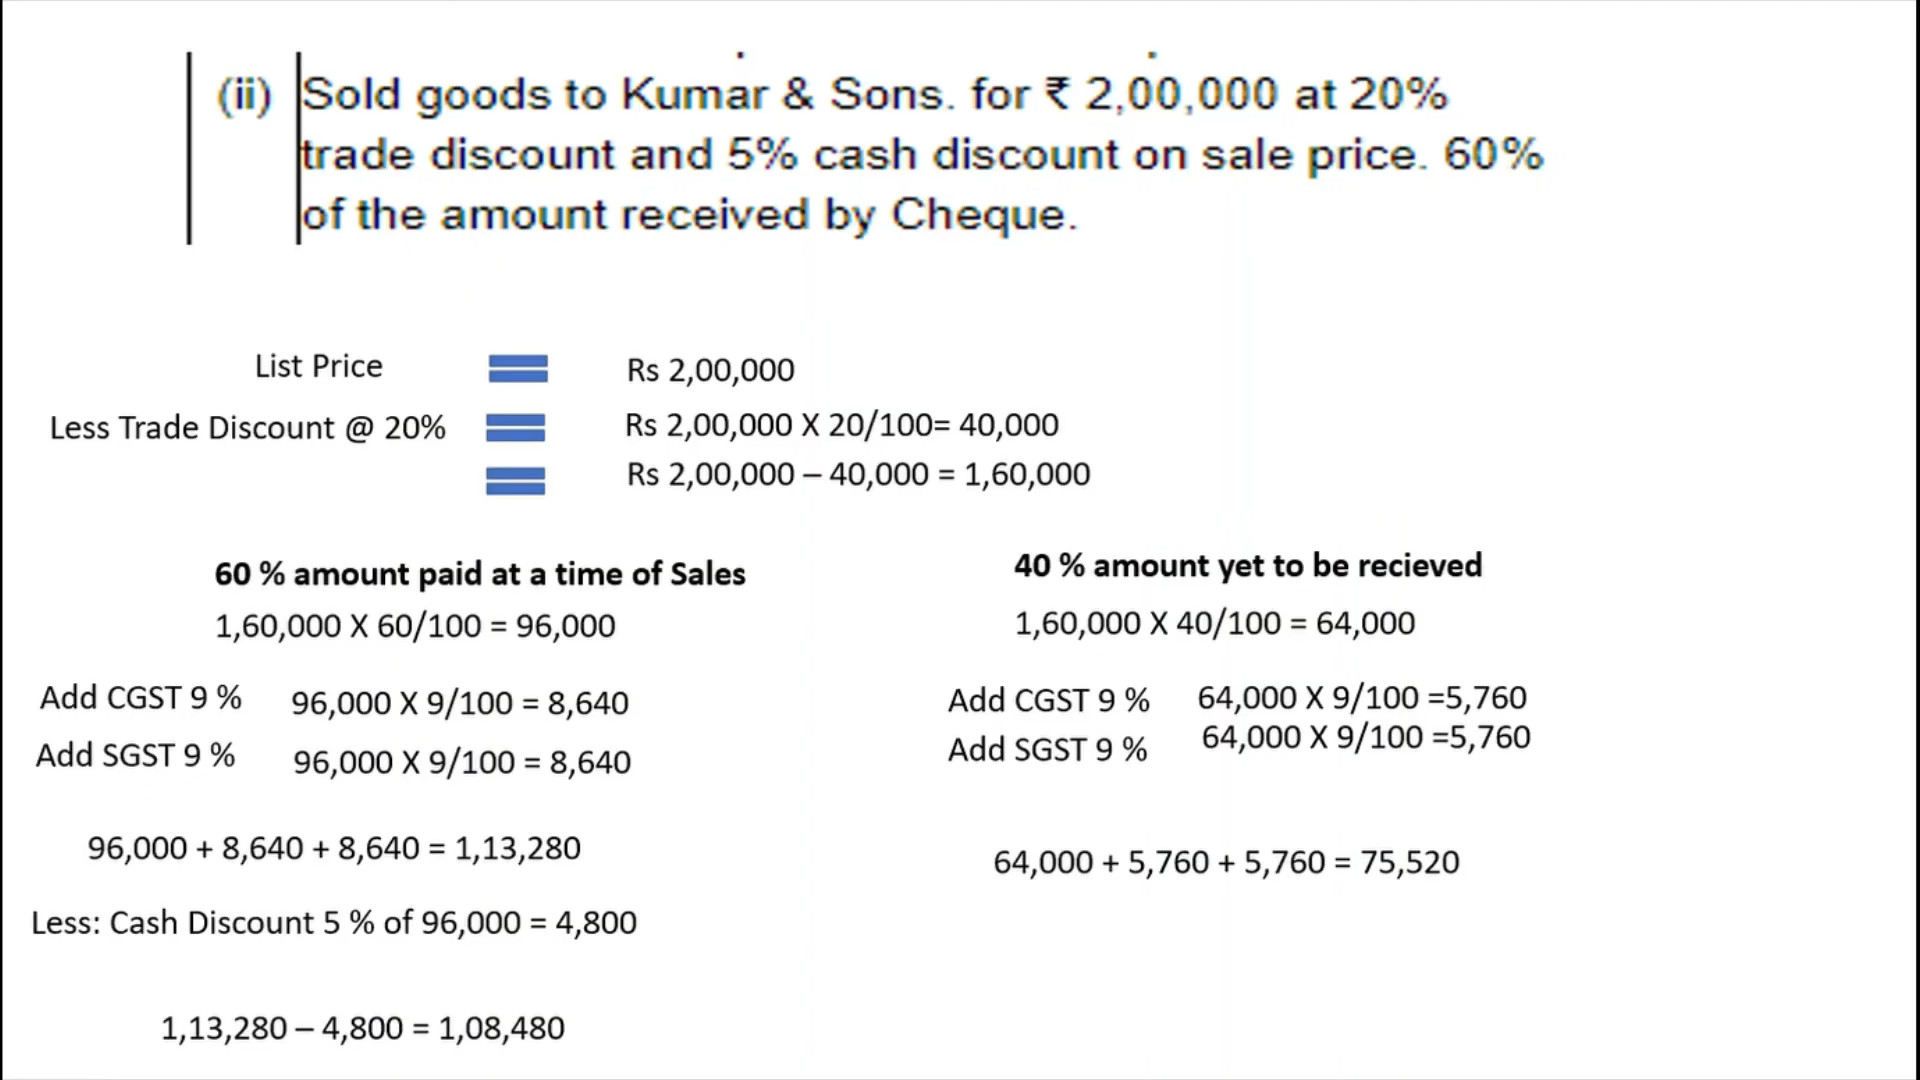 (ii) Sold goods to Kumar & Sons. for ₹ 2,00,000 at 20%
trade discount and 5% cash discount on sale price. 60%
of the amount received by Cheque.
List Price = Rs 2,00,000
Less Trade Discount @ 20% = Rs 2,00,000 X 20/100= 40,000
= Rs 2,00,000 – 40,000 = 1,60,000
60 % amount paid at a time of Sales
1,60,000 X 60/100 = 96,000
Add CGST 9 % 96,000 X 9/100 = 8,640
Add SGST 9 % 96,000 X 9/100 = 8,640
96,000 + 8,640 + 8,640 = 1,13,280
Less: Cash Discount 5 % of 96,000 = 4,800
1,13,280 – 4,800 = 1,08,480
40 % amount yet to be recieved
1,60,000 X 40/100 = 64,000
Add CGST 9 % 64,000 X 9/100 =5,760
Add SGST 9 % 64,000 X 9/100 =5,760
64,000 + 5,760 + 5,760 = 75,520